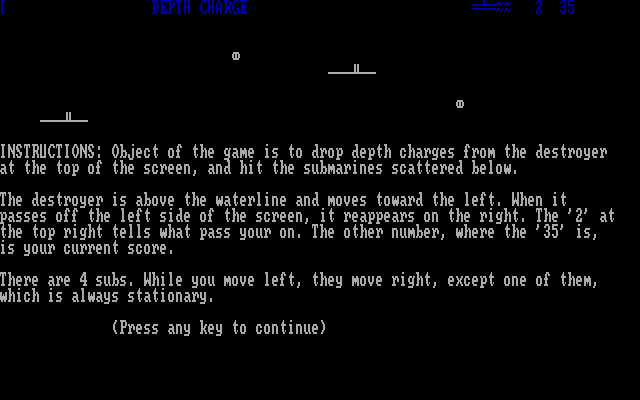 [ DEPTH CHARGE 2 35
INSTRUCTIONS: Object of the game is to drop depth charges from the destroyer
at the top of the screen, and hit the submarines scattered below.
The destroyer is above the waterline and moves toward the left. When it
passes off the left side of the screen, it reappears on the right. The '2' at
the top right tells what pass your on. The other number, where the '35' is,
is your current score.
There are 4 subs. While you move left, they move right, except one of them,
which is always stationary.
(Press any key to continue)